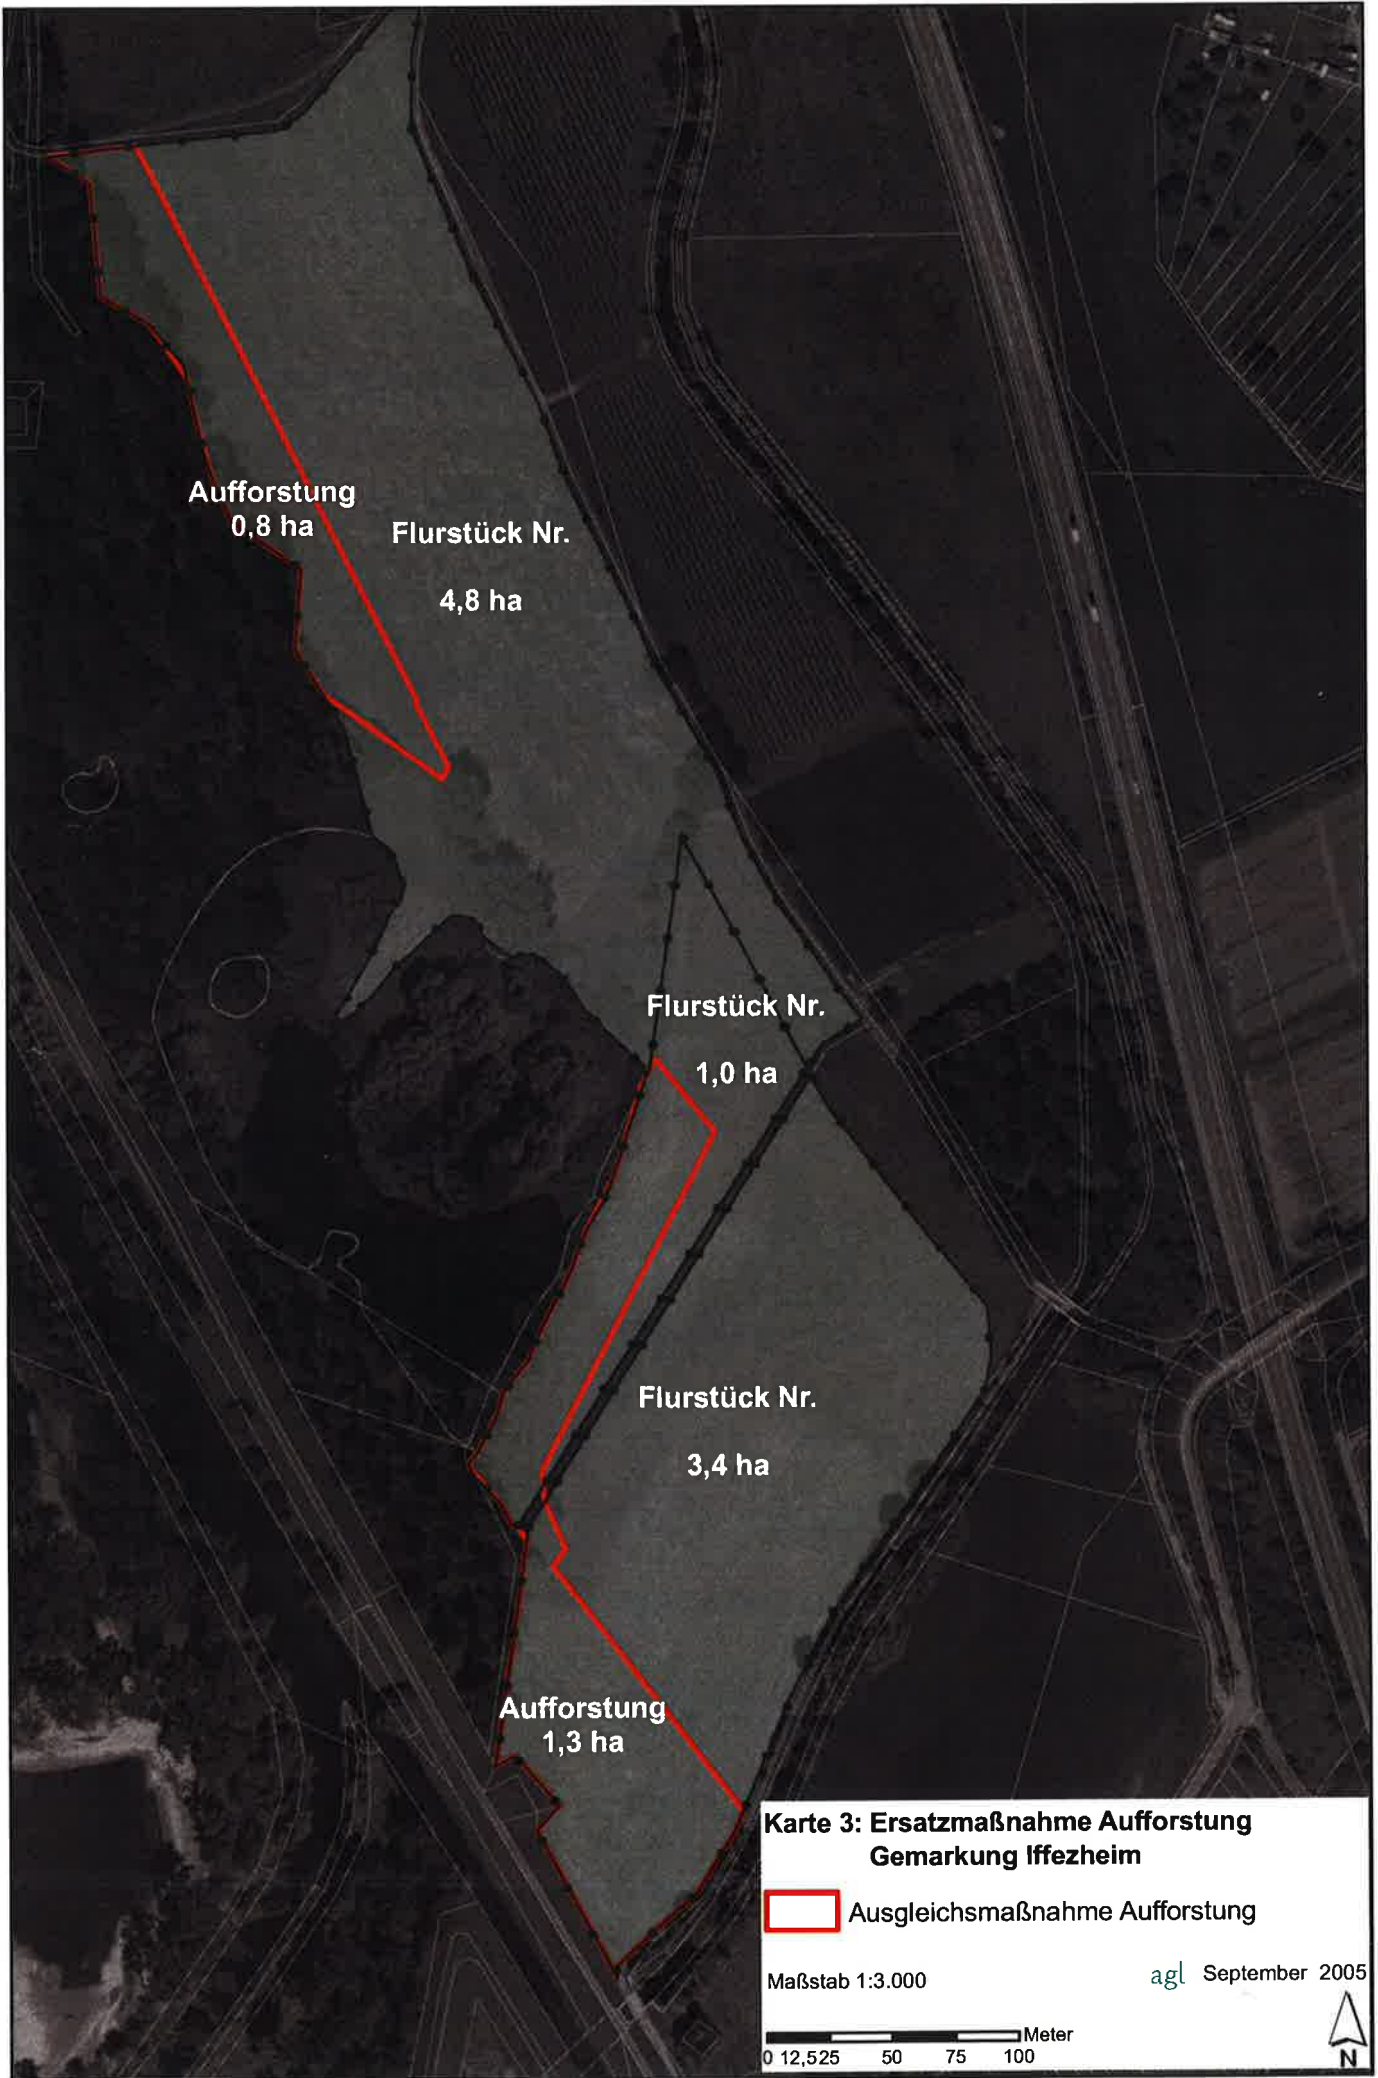 Aufforstung
0,8 ha
Flurstück Nr.
4,8 ha
Flurstück Nr.
1,0 ha
Flurstück Nr.
3,4 ha
Aufforstung
1,3 ha
Karte 3: Ersatzmaßnahme Aufforstung
Gemarkung Iffezheim
Ausgleichsmaßnahme Aufforstung
Maßstab 1:3.000
agl September 2005
Meter
0 12,5 25 50 75 100
N